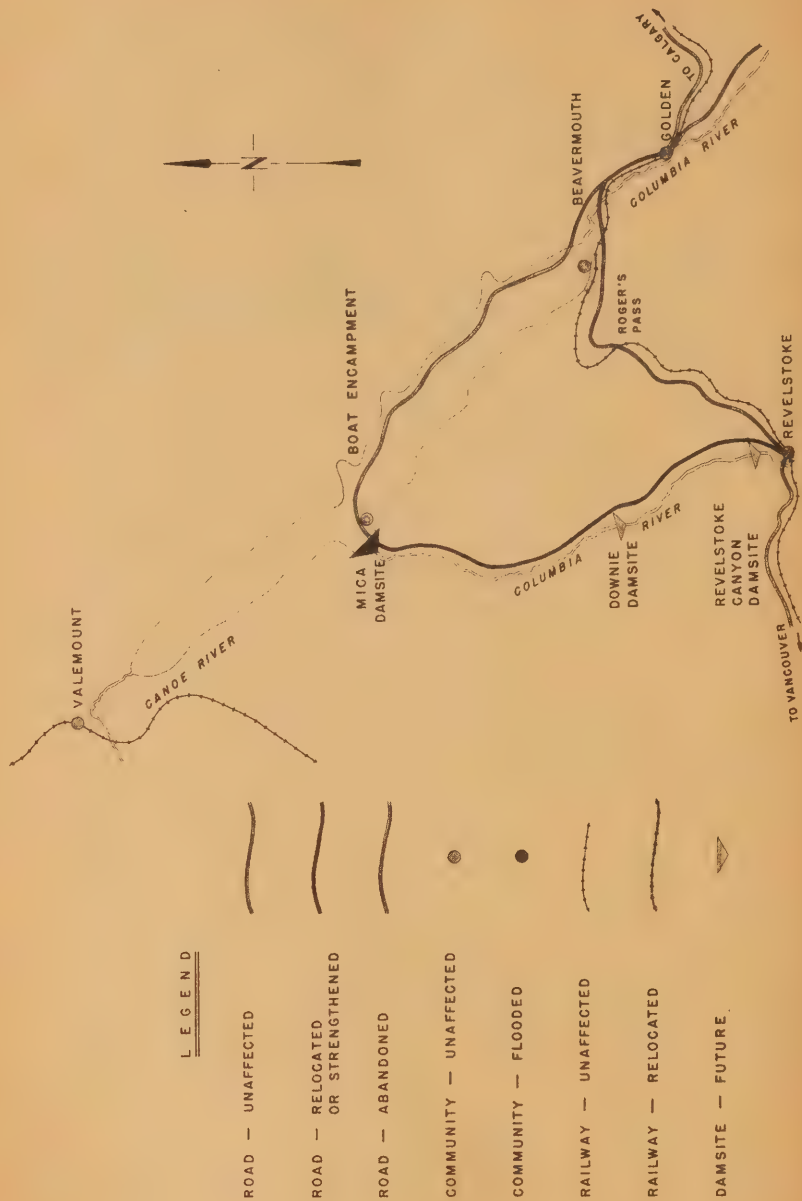 VALEMOUNT
CANOE RIVER
N
BOAT ENCAMPMENT
MICA
DAMSITE
BEAVERMOUTH
TO CALGARY
GOLDEN
COLUMBIA RIVER
ROGER'S
PASS
COLUMBIA RIVER
DOWNIE
DAMSITE
REVELSTOKE
CANYON
DAMSITE
REVELSTOKE
TO VANCOUVER
LEGEND
ROAD — UNAFFECTED
ROAD — RELOCATED
OR STRENGTHENED
ROAD — ABANDONED
COMMUNITY — UNAFFECTED
COMMUNITY — FLOODED
RAILWAY — UNAFFECTED
RAILWAY — RELOCATED
DAMSITE — FUTURE